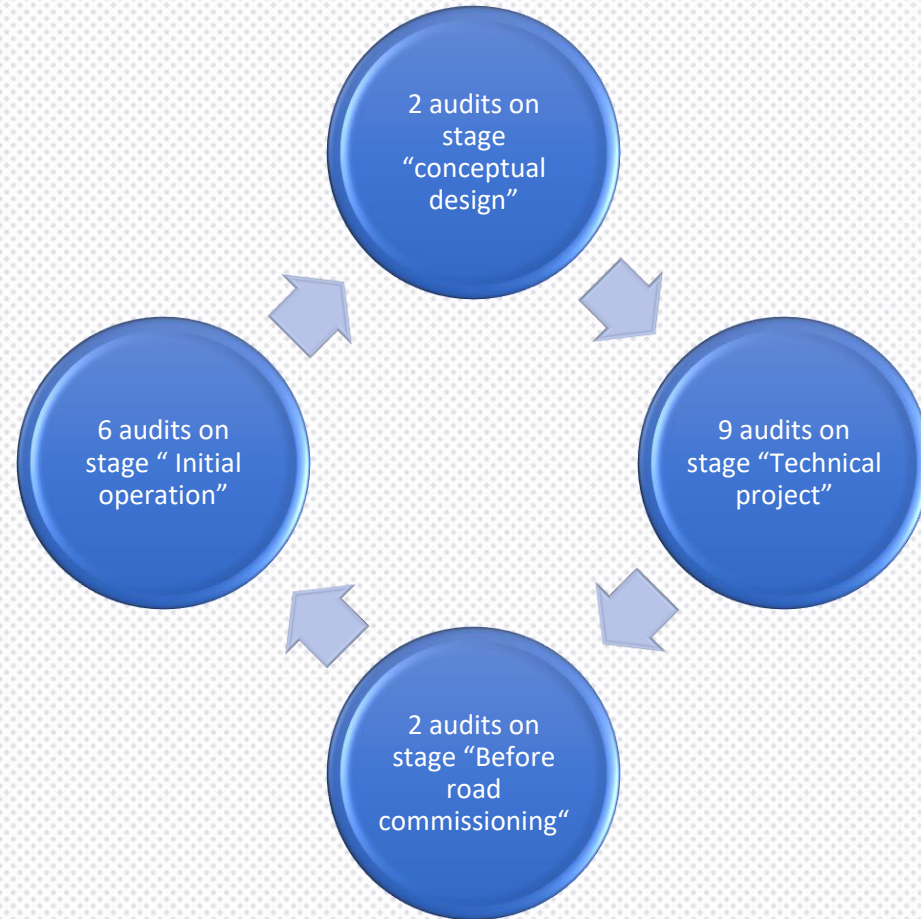 2 audits on
stage
“conceptual
design”
9 audits on
stage “Technical
project”
2 audits on
stage “Before
road
commissioning“
6 audits on
stage “ Initial
operation”